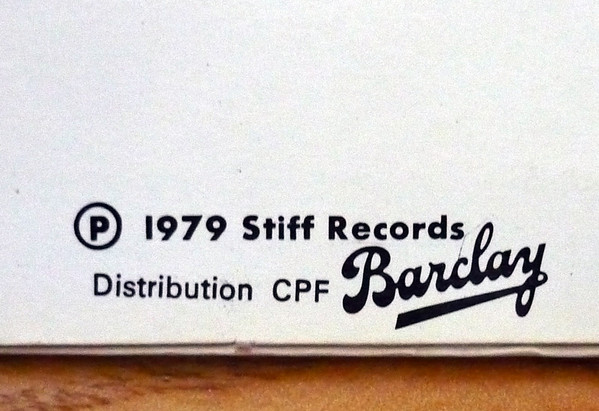 ℗ 1979 Stiff Records
Distribution CPF Barclay